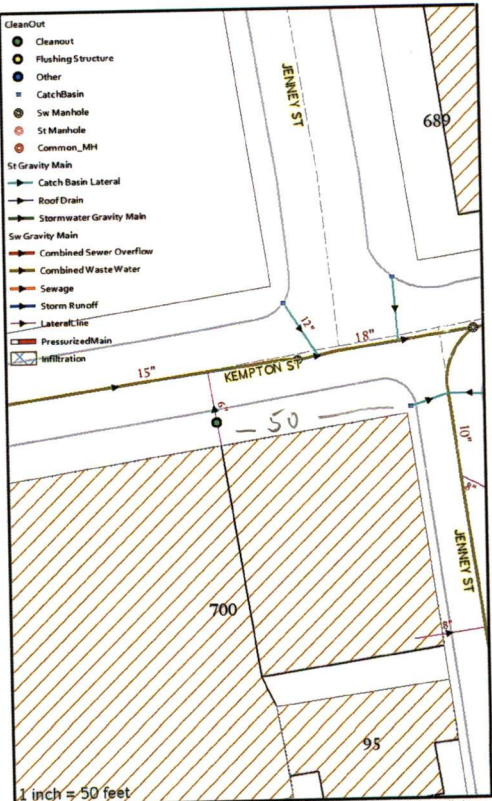 CleanOut
Cleanout
Flushing Structure
Other
CatchBasin
Sw Manhole
St Manhole
Common_MH
St Gravity Main
Catch Basin Lateral
Roof Drain
Stormwater Gravity Main
Sw Gravity Main
Combined Sewer Overflow
Combined Waste Water
Sewage
Storm Runoff
LateralLine
PressurizedMain
Infiltration
JENNEY ST
689
12"
18"
15"
KEMPTON ST
6"
- 50
10"
JENNEY ST
8"
700
95
1 inch = 50 feet